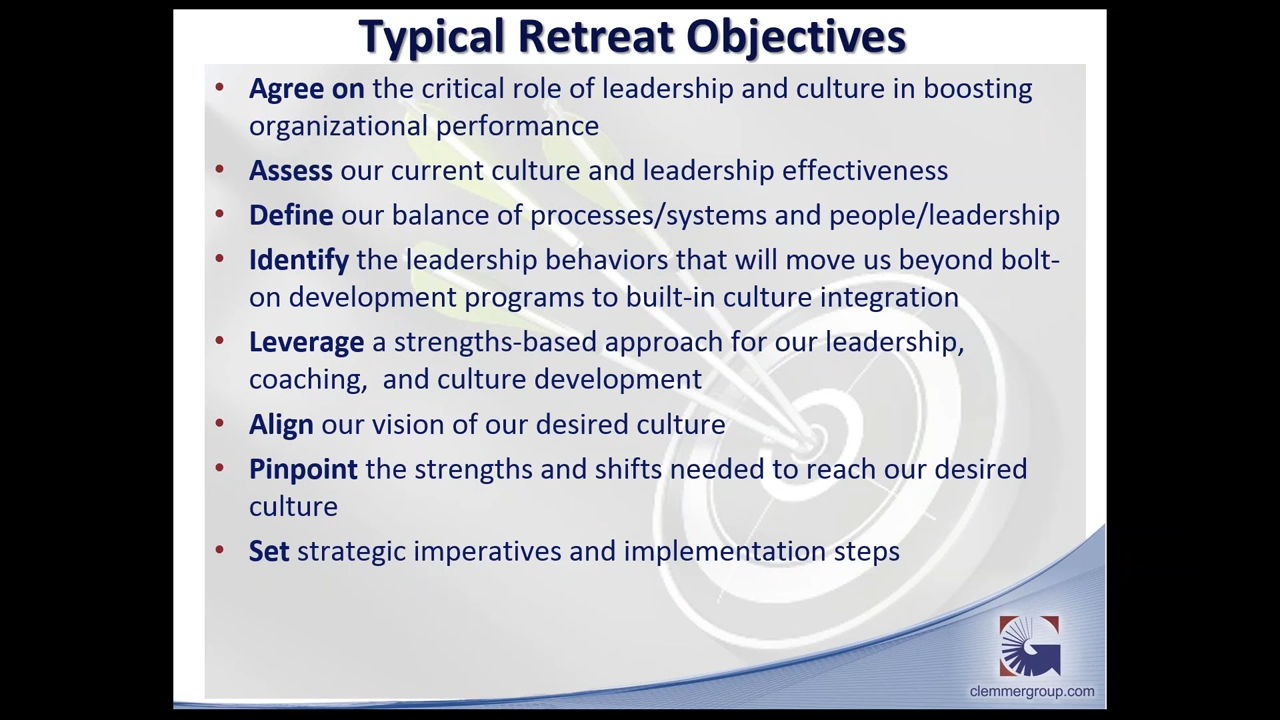 Typical Retreat Objectives
• Agree on the critical role of leadership and culture in boosting
organizational performance
• Assess our current culture and leadership effectiveness
• Define our balance of processes/systems and people/leadership
• Identify the leadership behaviors that will move us beyond bolt-
on development programs to built-in culture integration
• Leverage a strengths-based approach for our leadership,
coaching,  and culture development
• Align our vision of our desired culture
• Pinpoint the strengths and shifts needed to reach our desired
culture
• Set strategic imperatives and implementation steps
clemmergroup.com